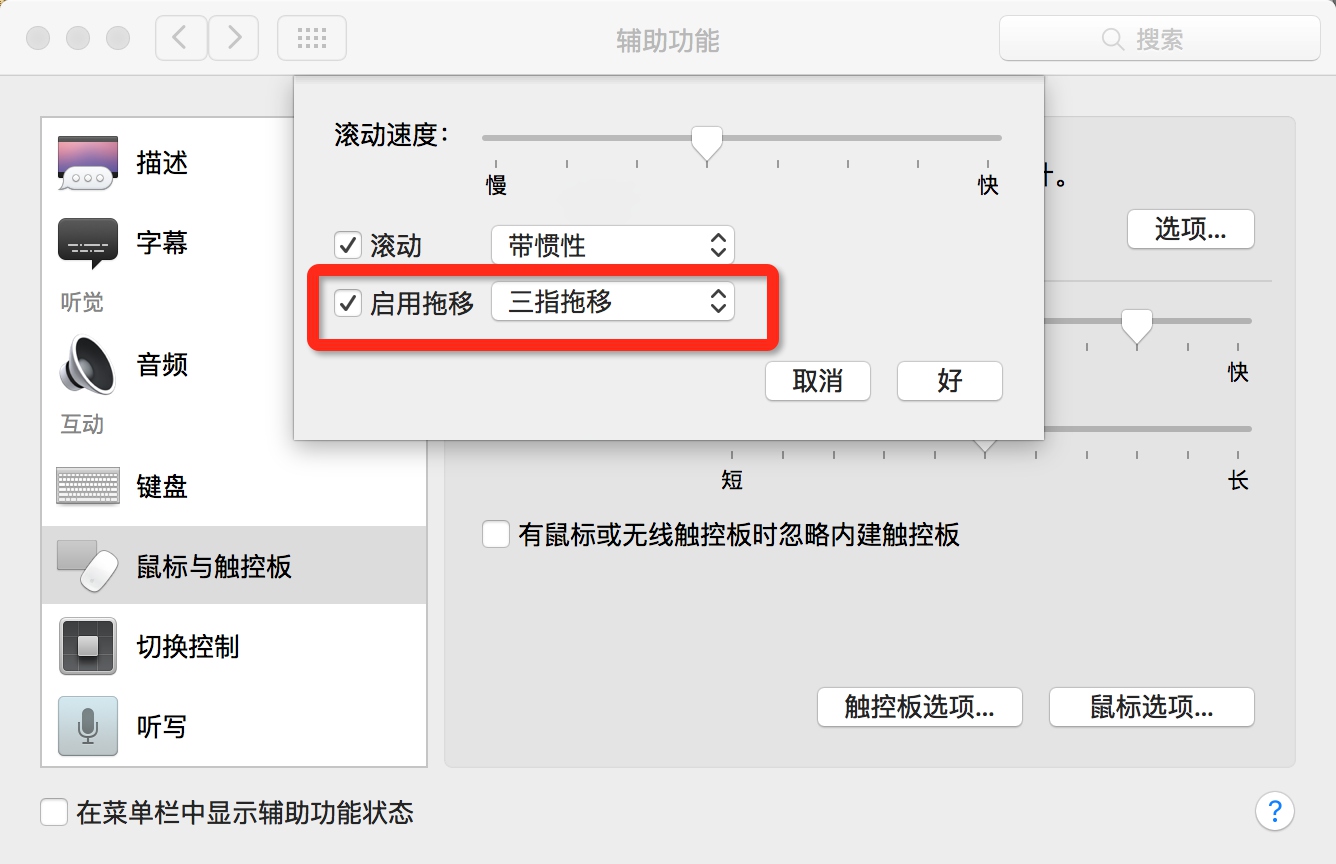 辅助功能
搜索
描述
字幕
听觉
音频
互动
键盘
鼠标与触控板
切换控制
听写
滚动速度：
慢
快
滚动
带惯性
启用拖移
三指拖移
取消
好
。
选项...
快
短
长
有鼠标或无线触控板时忽略内建触控板
触控板选项...
鼠标选项...
在菜单栏中显示辅助功能状态
?